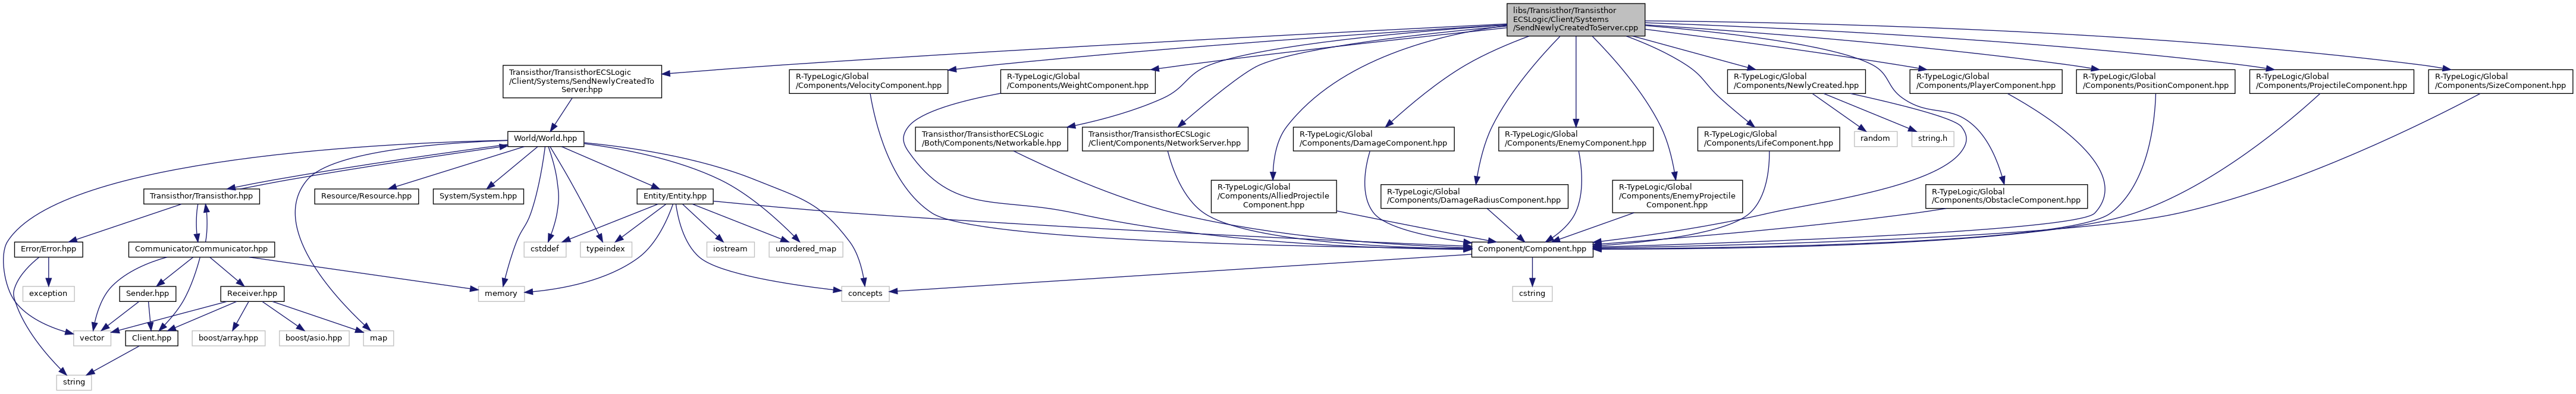 libs/Transisthor/Transisthor
ECSLogic/Client/Systems
/SendNewlyCreatedToServer.cpp
Transisthor/TransisthorECSLogic
/Client/Systems/SendNewlyCreatedTo
Server.hpp
R-TypeLogic/Global
/Components/VelocityComponent.hpp
R-TypeLogic/Global
/Components/WeightComponent.hpp
R-TypeLogic/Global
/Components/NewlyCreated.hpp
R-TypeLogic/Global
/Components/PlayerComponent.hpp
R-TypeLogic/Global
/Components/PositionComponent.hpp
R-TypeLogic/Global
/Components/ProjectileComponent.hpp
R-TypeLogic/Global
/Components/SizeComponent.hpp
World/World.hpp
Transisthor/TransisthorECSLogic
/Both/Components/Networkable.hpp
Transisthor/TransisthorECSLogic
/Client/Components/NetworkServer.hpp
R-TypeLogic/Global
/Components/DamageComponent.hpp
R-TypeLogic/Global
/Components/EnemyComponent.hpp
R-TypeLogic/Global
/Components/LifeComponent.hpp
random
string.h
Transisthor/Transisthor.hpp
Resource/Resource.hpp
System/System.hpp
Entity/Entity.hpp
R-TypeLogic/Global
/Components/AlliedProjectile
Component.hpp
R-TypeLogic/Global
/Components/DamageRadiusComponent.hpp
R-TypeLogic/Global
/Components/EnemyProjectile
Component.hpp
R-TypeLogic/Global
/Components/ObstacleComponent.hpp
Error/Error.hpp
Communicator/Communicator.hpp
cstddef
typeindex
iostream
unordered_map
Component/Component.hpp
exception
Sender.hpp
Receiver.hpp
memory
concepts
cstring
vector
Client.hpp
boost/array.hpp
boost/asio.hpp
map
string